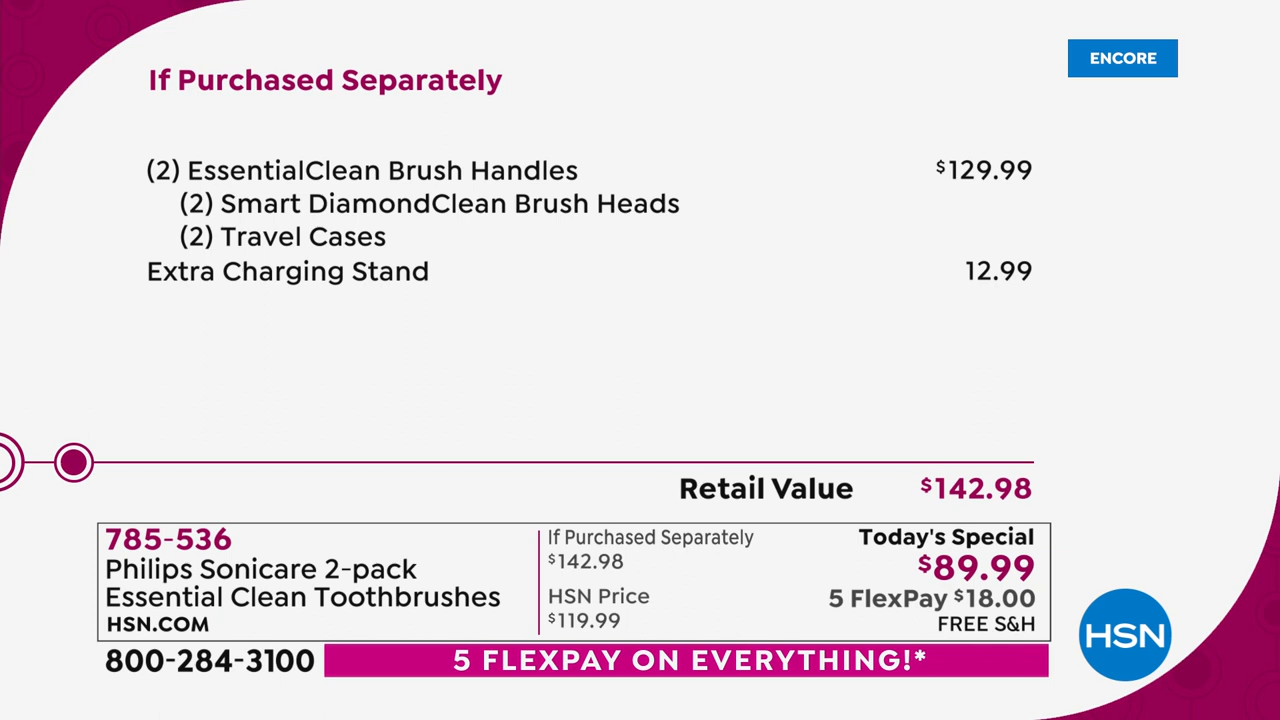 If Purchased Separately
ENCORE
(2) EssentialClean Brush Handles $129.99
(2) Smart DiamondClean Brush Heads
(2) Travel Cases
Extra Charging Stand 12.99
Retail Value $142.98
785-536
Philips Sonicare 2-pack
Essential Clean Toothbrushes
HSN.COM
If Purchased Separately
$142.98
HSN Price
$119.99
Today's Special
$89.99
5 FlexPay $18.00
FREE S&H
HSN
800-284-3100
5 FLEXPAY ON EVERYTHING!*